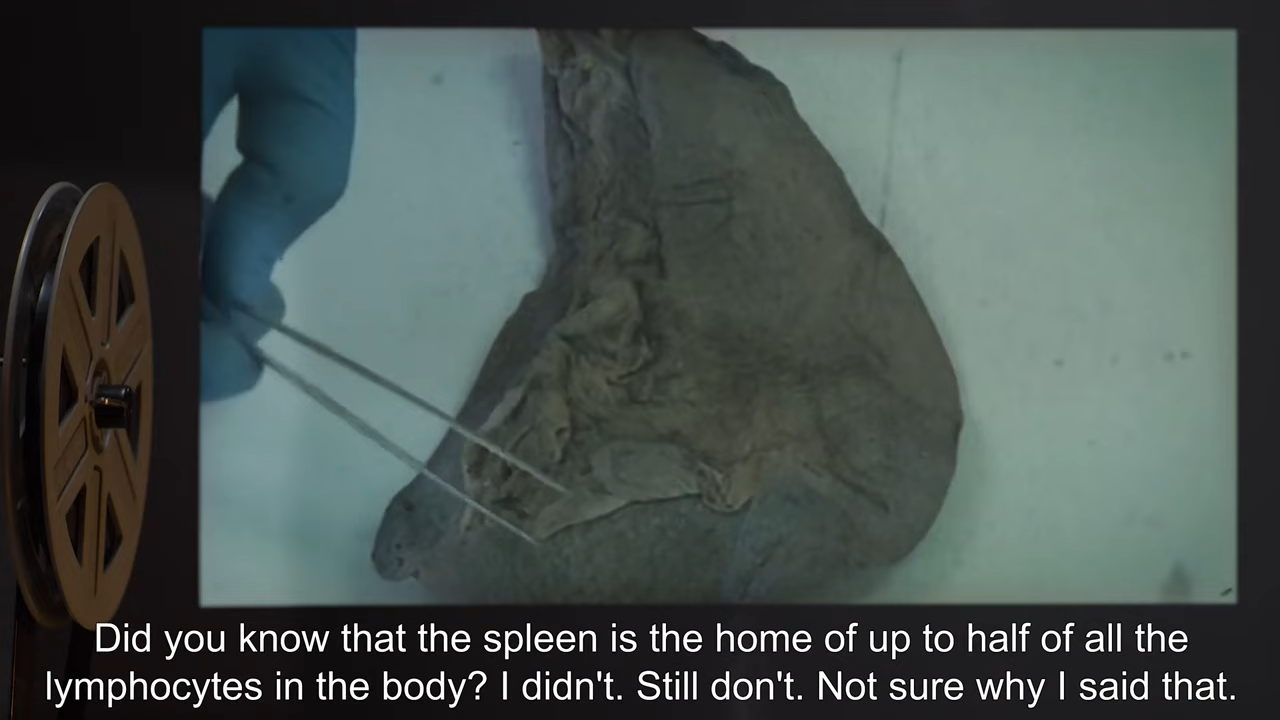 Did you know that the spleen is the home of up to half of all the
lymphocytes in the body? I didn't. Still don't. Not sure why I said that.